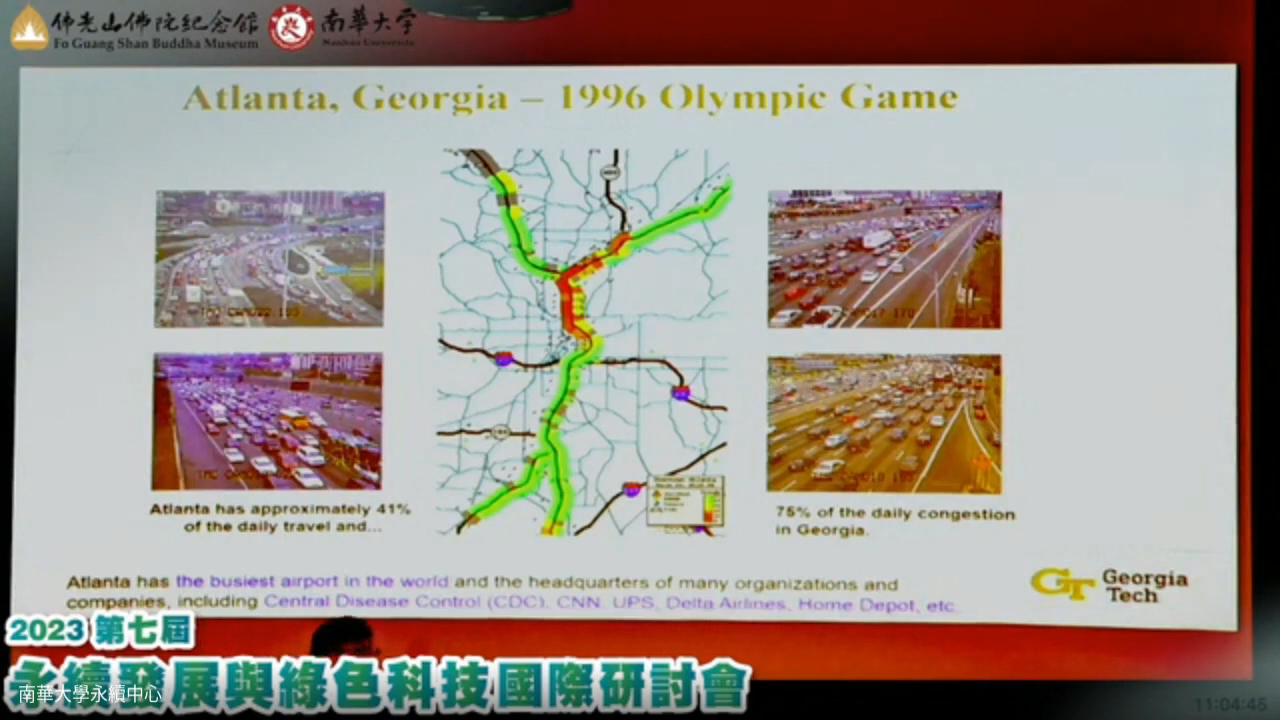 佛光山佛陀紀念館
Fo Guang Shan Buddha Museum
南華大學
Nanhua University
Atlanta, Georgia – 1996 Olympic Game
Atlanta has approximately 41%
of the daily travel and...
75% of the daily congestion
in Georgia.
Atlanta has the busiest airport in the world and the headquarters of many organizations and
companies, including Central Disease Control (CDC), CNN, UPS, Delta Airlines, Home Depot, etc.
GT Georgia
Tech
2023 第七屆
永續發展與綠色科技國際研討會
南華大學永續中心
11:04:46